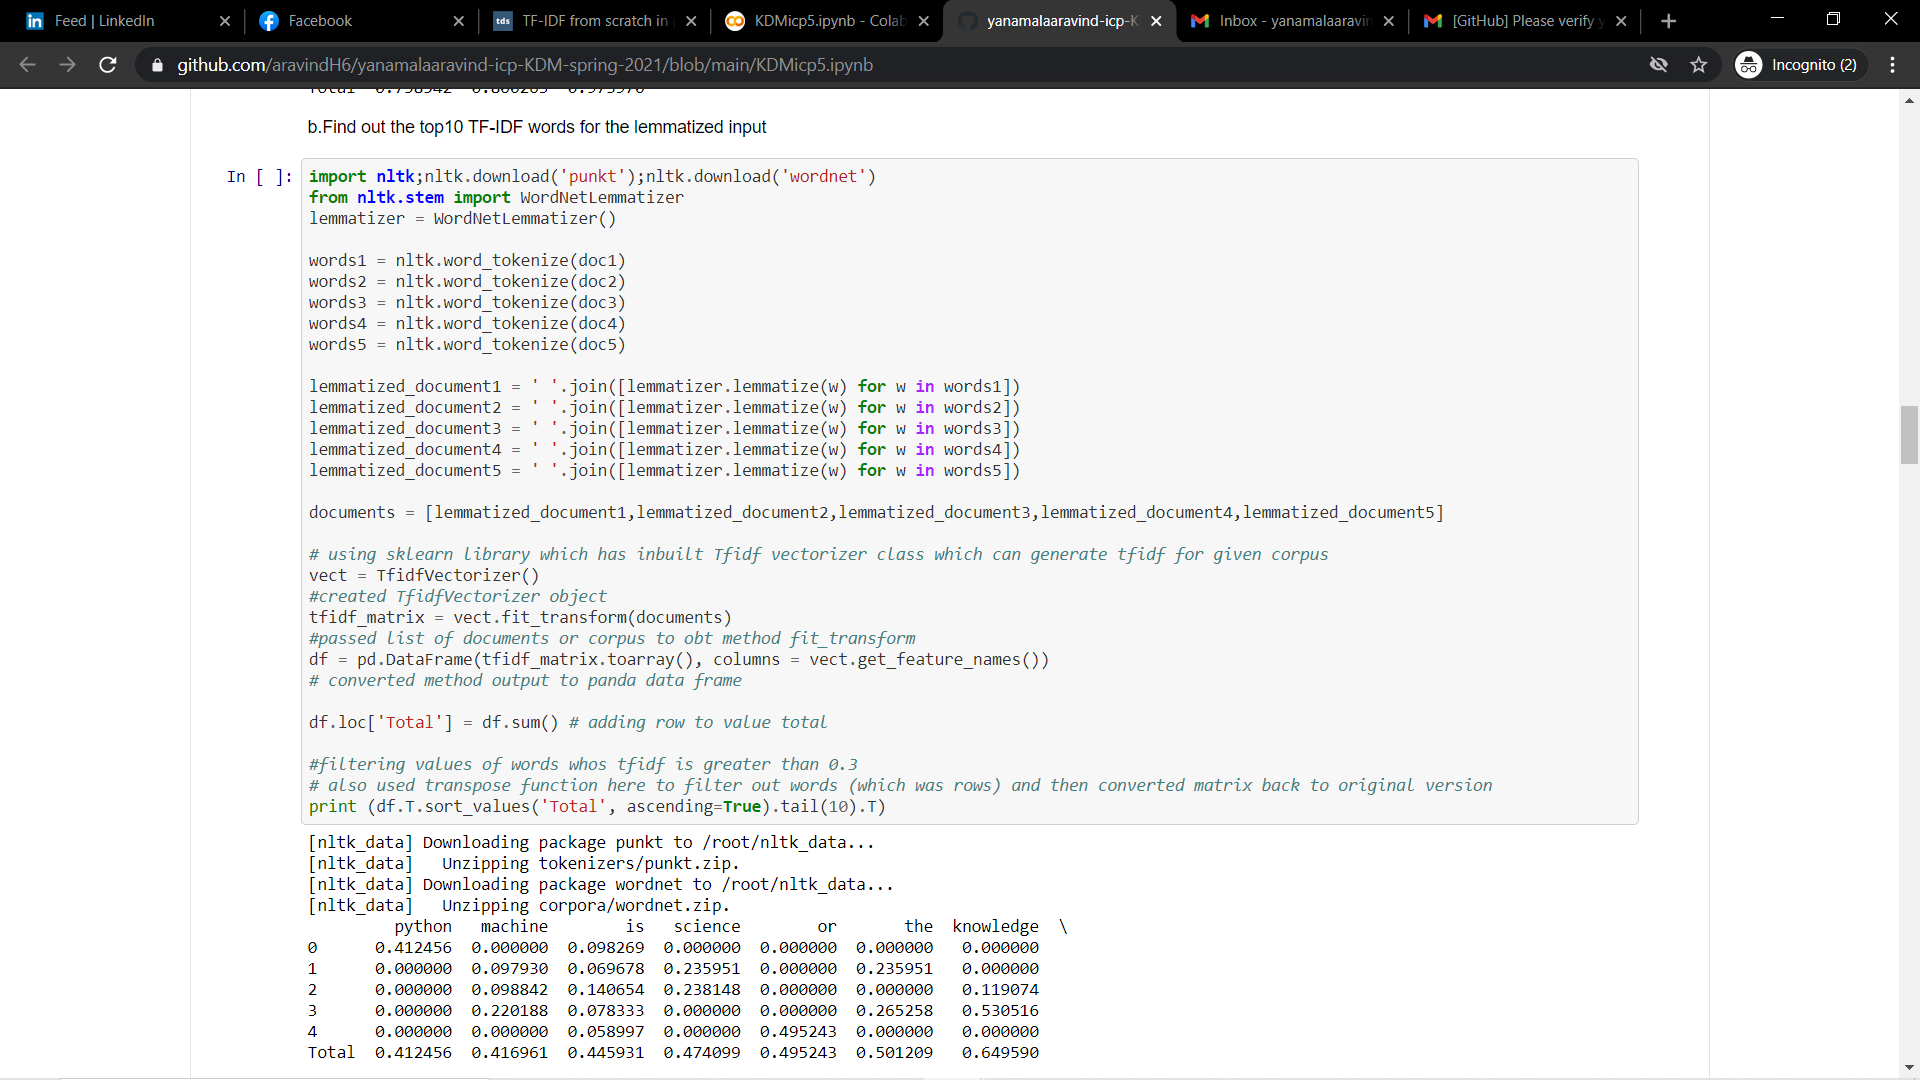 Feed | LinkedIn
Facebook
TF-IDF from scratch in
KDMicp5.ipynb - Colab
yanamalaaravind-icp-K
Inbox - yanamalaaravin
[GitHub] Please verify y
github.com/aravindH6/yanamalaaravind-icp-KDM-spring-2021/blob/main/KDMicp5.ipynb
Incognito (2)
b.Find out the top10 TF-IDF words for the lemmatized input
In [ ]:
import nltk;nltk.download('punkt');nltk.download('wordnet')
from nltk.stem import WordNetLemmatizer
lemmatizer = WordNetLemmatizer()
words1 = nltk.word_tokenize(doc1)
words2 = nltk.word_tokenize(doc2)
words3 = nltk.word_tokenize(doc3)
words4 = nltk.word_tokenize(doc4)
words5 = nltk.word_tokenize(doc5)
lemmatized_document1 = ' '.join([lemmatizer.lemmatize(w) for w in words1])
lemmatized_document2 = ' '.join([lemmatizer.lemmatize(w) for w in words2])
lemmatized_document3 = ' '.join([lemmatizer.lemmatize(w) for w in words3])
lemmatized_document4 = ' '.join([lemmatizer.lemmatize(w) for w in words4])
lemmatized_document5 = ' '.join([lemmatizer.lemmatize(w) for w in words5])
documents = [lemmatized_document1,lemmatized_document2,lemmatized_document3,lemmatized_document4,lemmatized_document5]
# using sklearn library which has inbuilt Tfidf vectorizer class which can generate tfidf for given corpus
vect = TfidfVectorizer()
#created TfidfVectorizer object
tfidf_matrix = vect.fit_transform(documents)
#passed list of documents or corpus to obt method fit_transform
df = pd.DataFrame(tfidf_matrix.toarray(), columns = vect.get_feature_names())
# converted method output to panda data frame
df.loc['Total'] = df.sum() # adding row to value total
#filtering values of words whos tfidf is greater than 0.3
# also used transpose function here to filter out words (which was rows) and then converted matrix back to original version
print (df.T.sort_values('Total', ascending=True).tail(10).T)
[nltk_data] Downloading package punkt to /root/nltk_data...
[nltk_data]   Unzipping tokenizers/punkt.zip.
[nltk_data] Downloading package wordnet to /root/nltk_data...
[nltk_data]   Unzipping corpora/wordnet.zip.
python machine is science or the knowledge \
0 0.412456 0.000000 0.098269 0.000000 0.000000 0.000000 0.000000
1 0.000000 0.097930 0.069678 0.235951 0.000000 0.235951 0.000000
2 0.000000 0.098842 0.140654 0.238148 0.000000 0.000000 0.119074
3 0.000000 0.220188 0.078333 0.000000 0.000000 0.265258 0.530516
4 0.000000 0.000000 0.058997 0.000000 0.495243 0.000000 0.000000
Total 0.412456 0.416961 0.445931 0.474099 0.495243 0.501209 0.649590